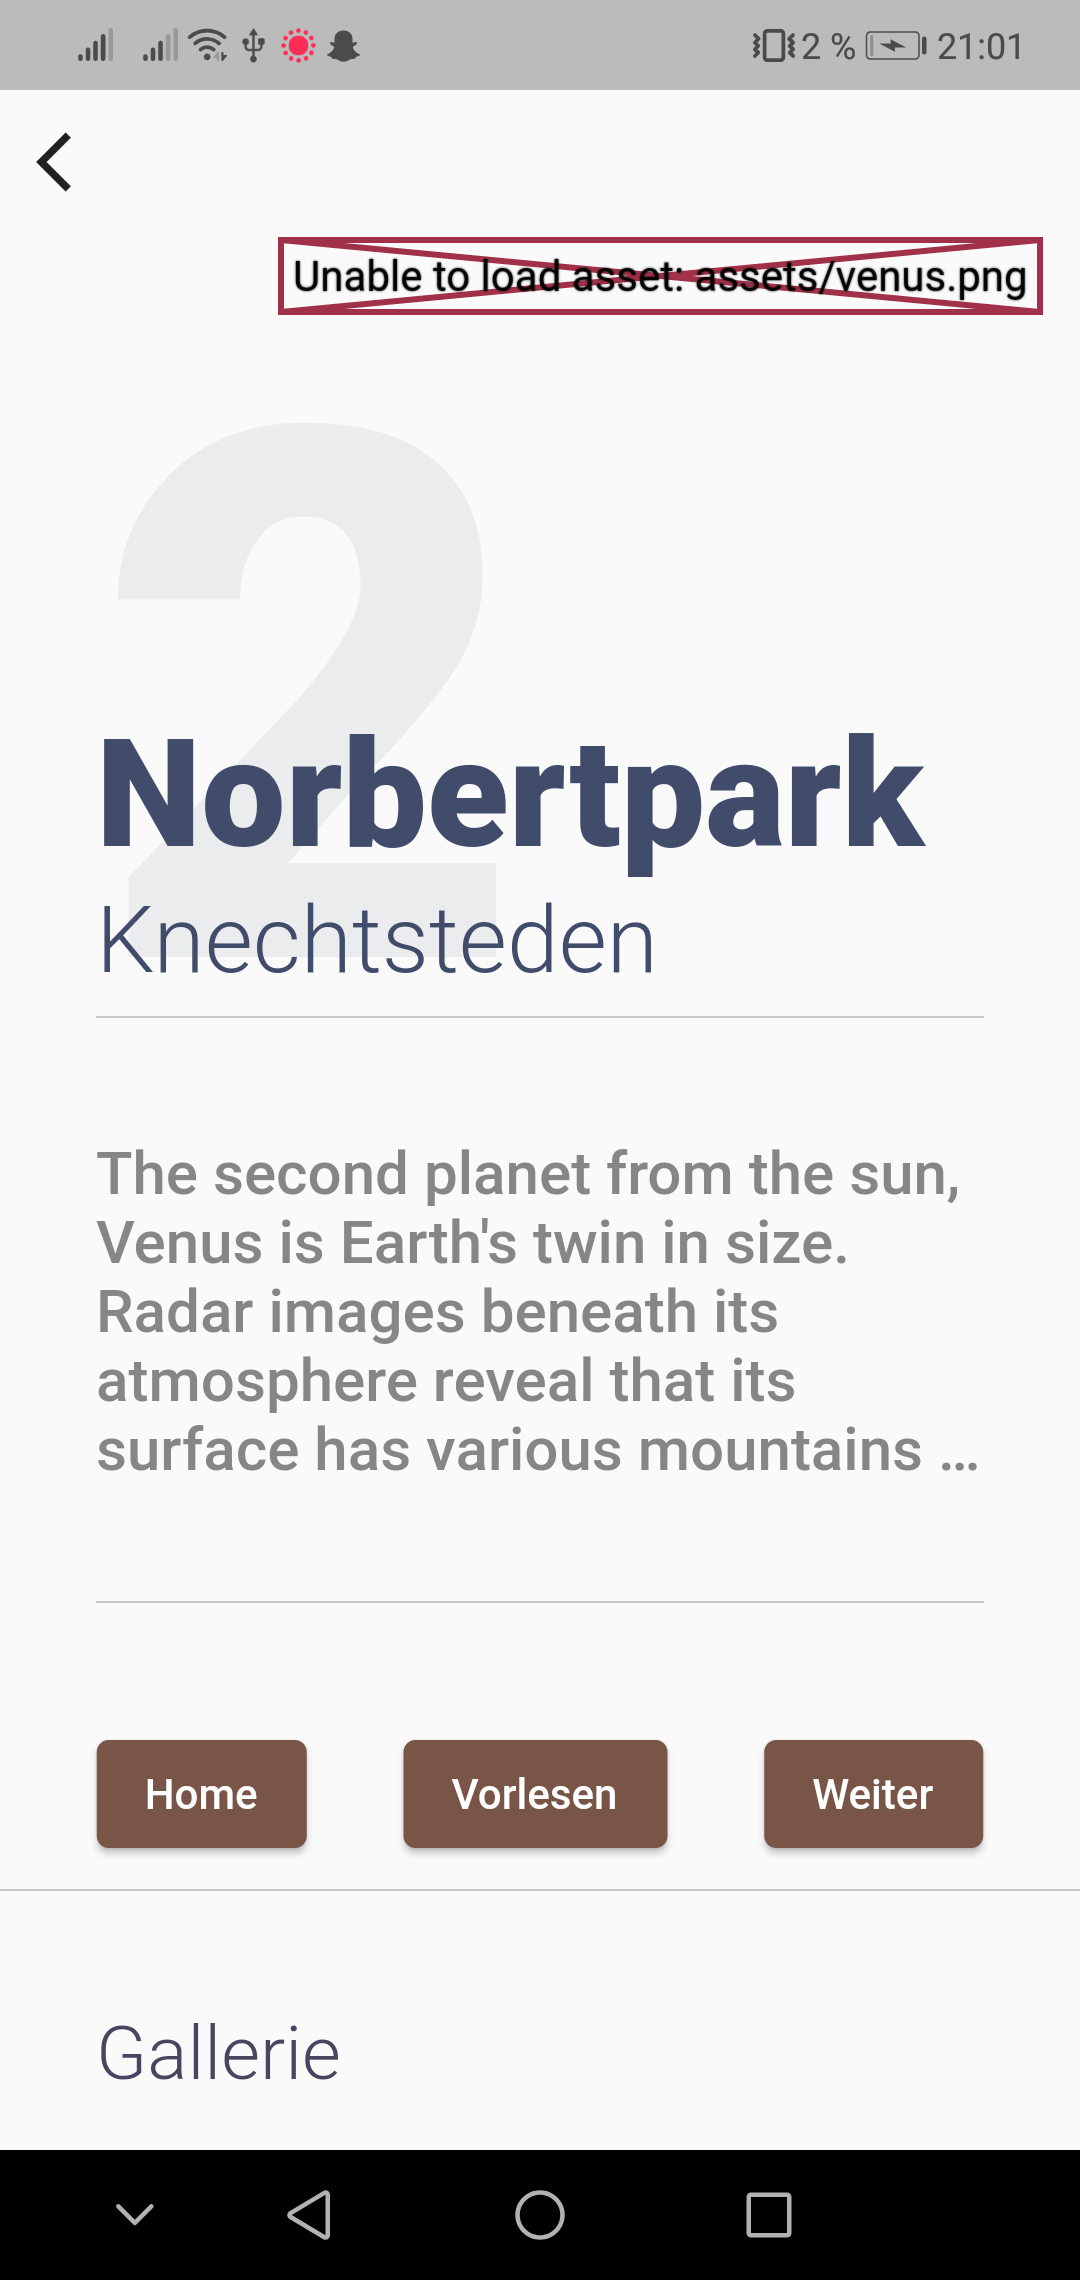 2 % 21:01
Unable to load asset: assets/venus.png
2
Norbertpark
Knechtsteden
The second planet from the sun,
Venus is Earth's twin in size.
Radar images beneath its
atmosphere reveal that its
surface has various mountains ...
Home Vorlesen Weiter
Gallerie